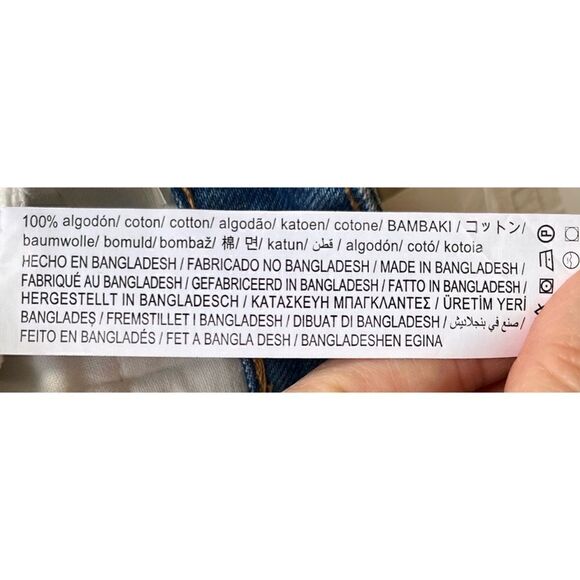 100% algodón/ coton/ cotton/ algodão/ katoen/ cotone/ BAMBAKI / コットン/
baumwolle/ bomuld/ bombaž/ 棉/ 면/ katun/ قطن / algodón/ cotó/ kotoia
HECHO EN BANGLADESH / FABRICADO NO BANGLADESH / MADE IN BANGLADESH /
FABRIQUÉ AU BANGLADESH / GEFABRICEERD IN BANGLADESH / FATTO IN BANGLADESH /
HERGESTELLT IN BANGLADESCH / ΚΑΤΑΣΚΕΥΗ ΜΠΑΓΚΛΑΝΤΕΣ / ÜRETİM YERİ
BANGLADEŞ / FREMSTILLET I BANGLADESH / DIBUAT DI BANGLADESH / صنع في بنجلاديش /
FEITO EN BANGLADÉS / FET A BANGLA DESH / BANGLADESHEN EGINA